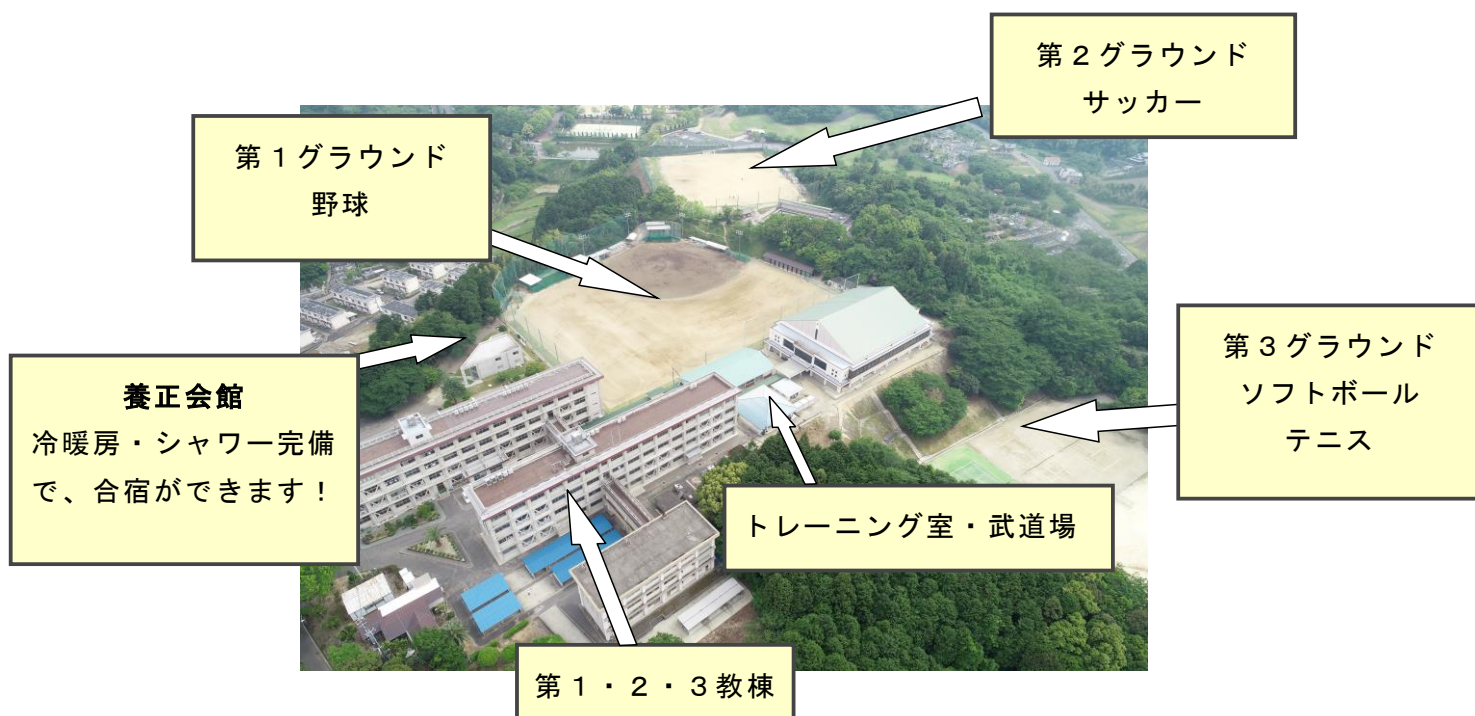 第２グラウンド
サッカー
第１グラウンド
野球
養正会館
冷暖房・シャワー完備
で、合宿ができます！
第３グラウンド
ソフトボール
テニス
トレーニング室・武道場
第１・２・３教棟